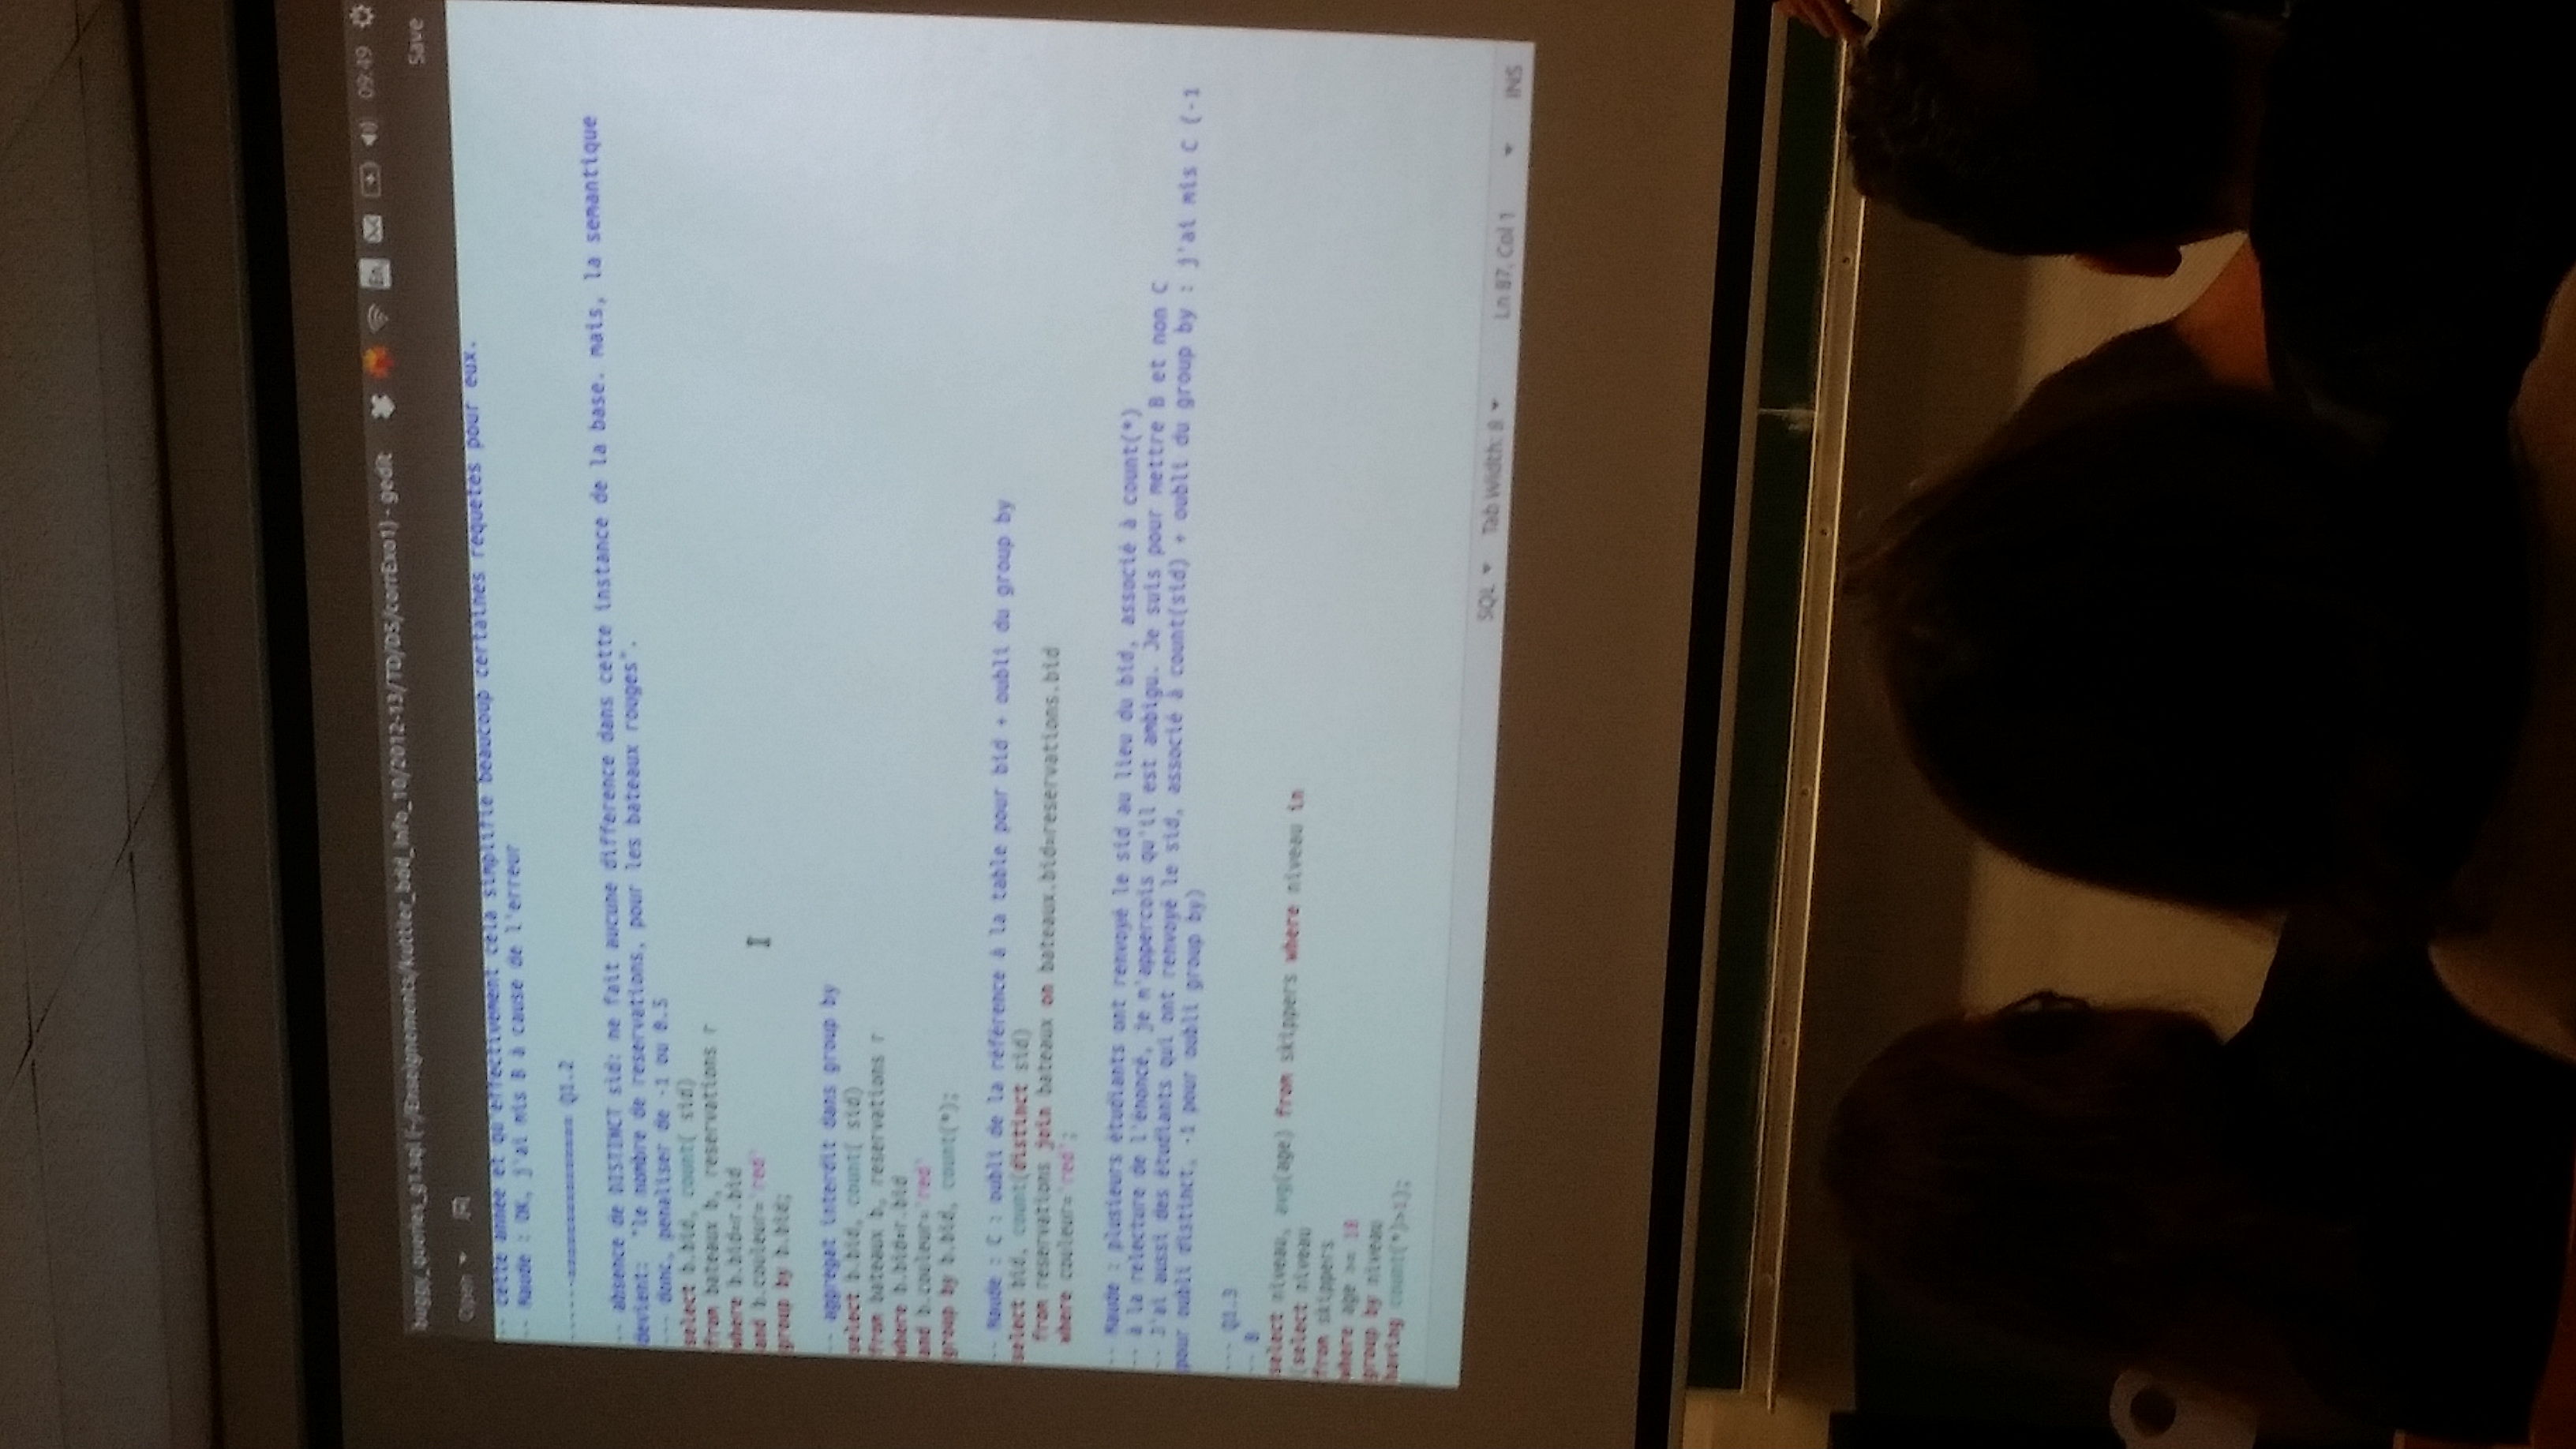 buggy_queries_g1.sql (~/Enseignements/kuttler_bdd_info_10/2012-13/TD/DS/corrExo1) - gedit
En
09:49
Open
Save
-- cette année et qu'effectivement cela simplifie beaucoup certaines requetes pour eux.
-- Maude : OK, j'ai mis B à cause de l'erreur
------=============== Q1.2
-- absence de DISTINCT sid: ne fait aucune difference dans cette instance de la base. mais, la semantique
devient:  "le nombre de reservations, pour les bateaux rouges".
--- donc, penaliser de -1 ou 0.5
select b.bid, count( sid)
from bateaux b, reservations r
where b.bid=r.bid
and b.couleur='red'
group by b.bid;
-- aggregat interdit dans group by
select b.bid, count( sid)
from bateaux b, reservations r
where b.bid=r.bid
and b.couleur='red'
group by b.bid, count(*);
-- Maude : C : oubli de la référence à la table pour bid + oubli du group by
select bid, count(distinct sid)
from reservations join bateaux on bateaux.bid=reservations.bid
where couleur='red';
-- Maude : plusieurs étudiants ont renvoyé le sid au lieu du bid, associé à count(*)
-- à la relecture de l'énoncé, je m'appercois qu'il est ambigu. Je suis pour mettre B et non C
-- J'ai aussi des étudiants qui ont renvoyé le sid, associé à count(sid) + oubli du group by : j'ai mis C (-1
pour oubli distinct, -1 pour oubli group by)
--- Q1.3
-- B
select niveau, avg(age) from skippers where niveau in
(select niveau
from skippers
where age >= 18
group by niveau
having count(*)>1);
SQL
Tab Width: 8
Ln 87, Col 1
INS